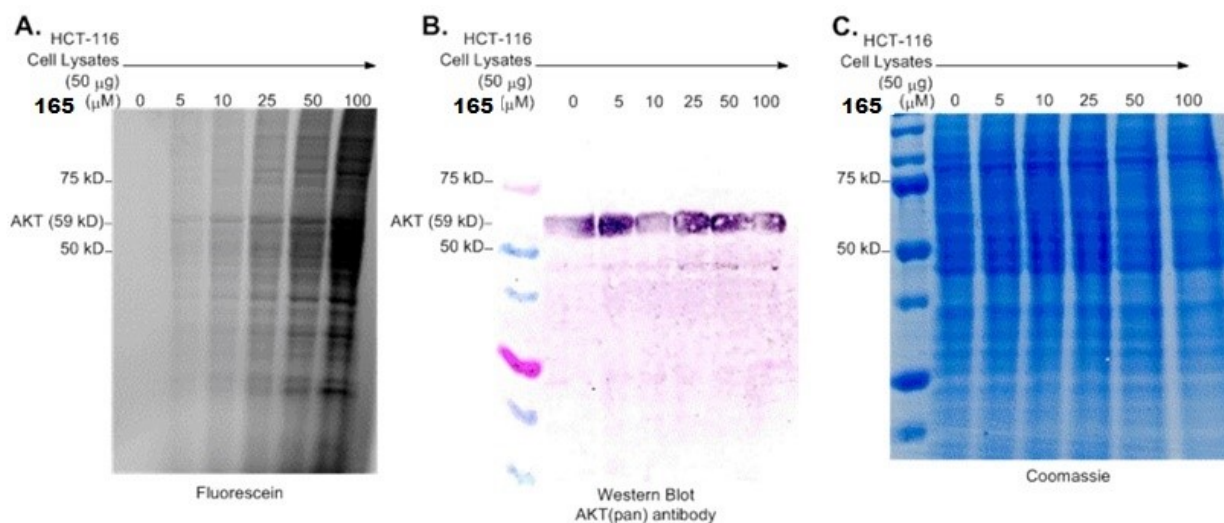 A.
HCT-116
Cell Lysates
(50 µg)
165 (µM) 0 5 10 25 50 100
75 kD
AKT (59 kD)
50 kD
Fluorescein
B.
HCT-116
Cell Lysates
(50 µg)
165 (µM) 0 5 10 25 50 100
75 kD
AKT (59 kD)
50 kD
Western Blot
AKT(pan) antibody
C.
HCT-116
Cell Lysates
(50 µg)
165 (µM) 0 5 10 25 50 100
75 kD
50 kD
Coomassie